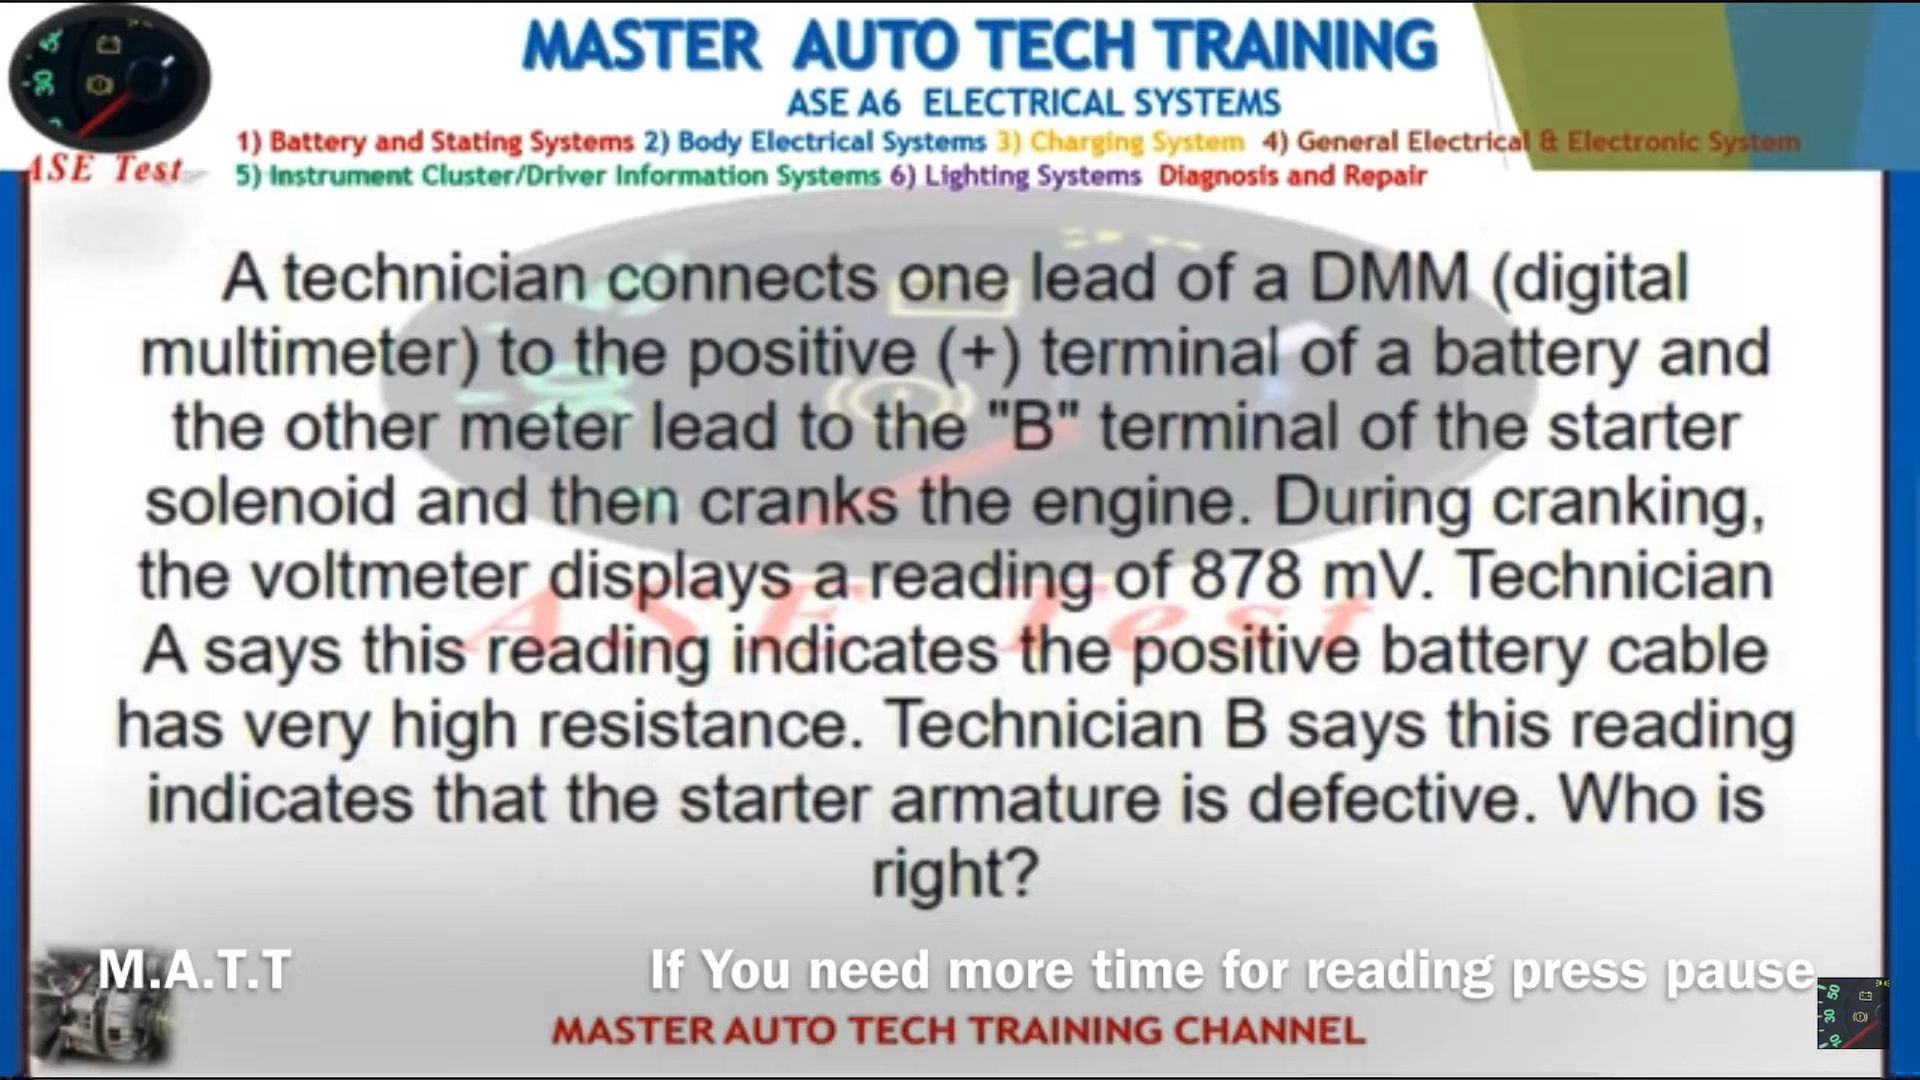 MASTER AUTO TECH TRAINING
ASE A6 ELECTRICAL SYSTEMS
1) Battery and Stating Systems 2) Body Electrical Systems 3) Charging System 4) General Electrical & Electronic System
5) Instrument Cluster/Driver Information Systems 6) Lighting Systems Diagnosis and Repair
30
ASE Test
A technician connects one lead of a DMM (digital
multimeter) to the positive (+) terminal of a battery and
the other meter lead to the "B" terminal of the starter
solenoid and then cranks the engine. During cranking,
the voltmeter displays a reading of 878 mV. Technician
A says this reading indicates the positive battery cable
has very high resistance. Technician B says this reading
indicates that the starter armature is defective. Who is
right?
ASE Test
M.A.T.T If You need more time for reading press pause
MASTER AUTO TECH TRAINING CHANNEL
50
30
10